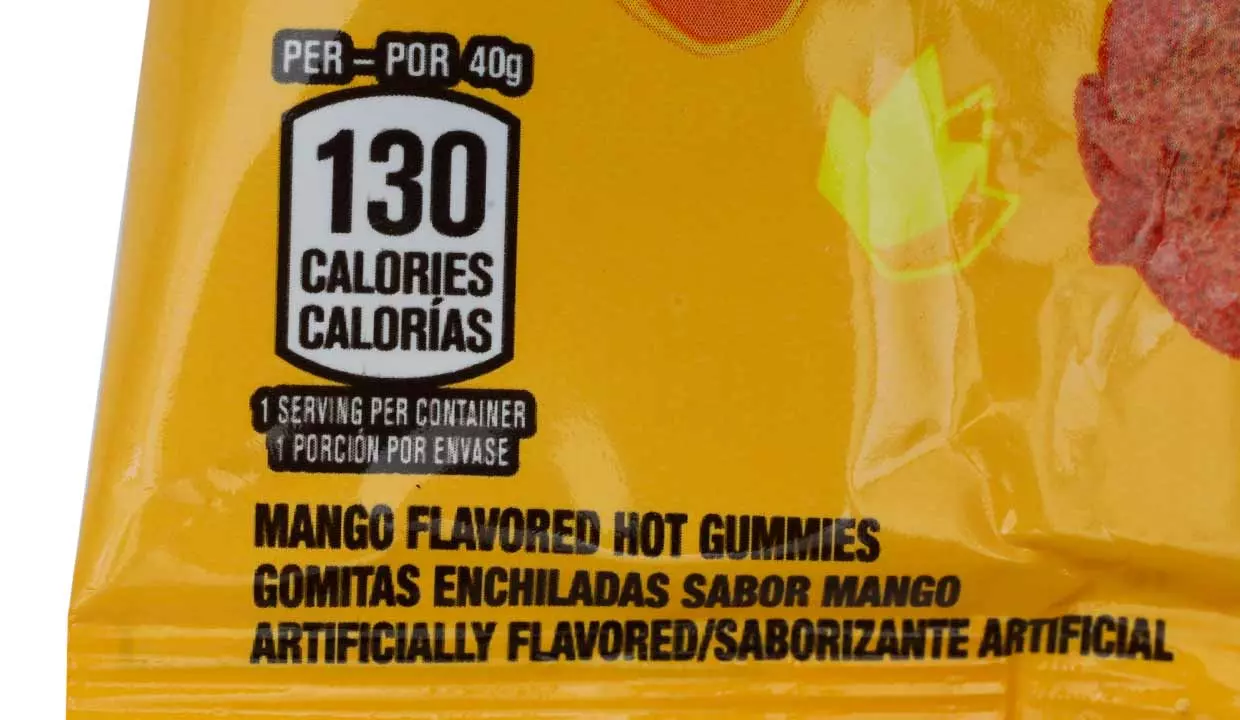 PER – POR 40g
130
CALORIES
CALORÍAS
1 SERVING PER CONTAINER
1 PORCIÓN POR ENVASE
MANGO FLAVORED HOT GUMMIES
GOMITAS ENCHILADAS SABOR MANGO
ARTIFICIALLY FLAVORED/SABORIZANTE ARTIFICIAL